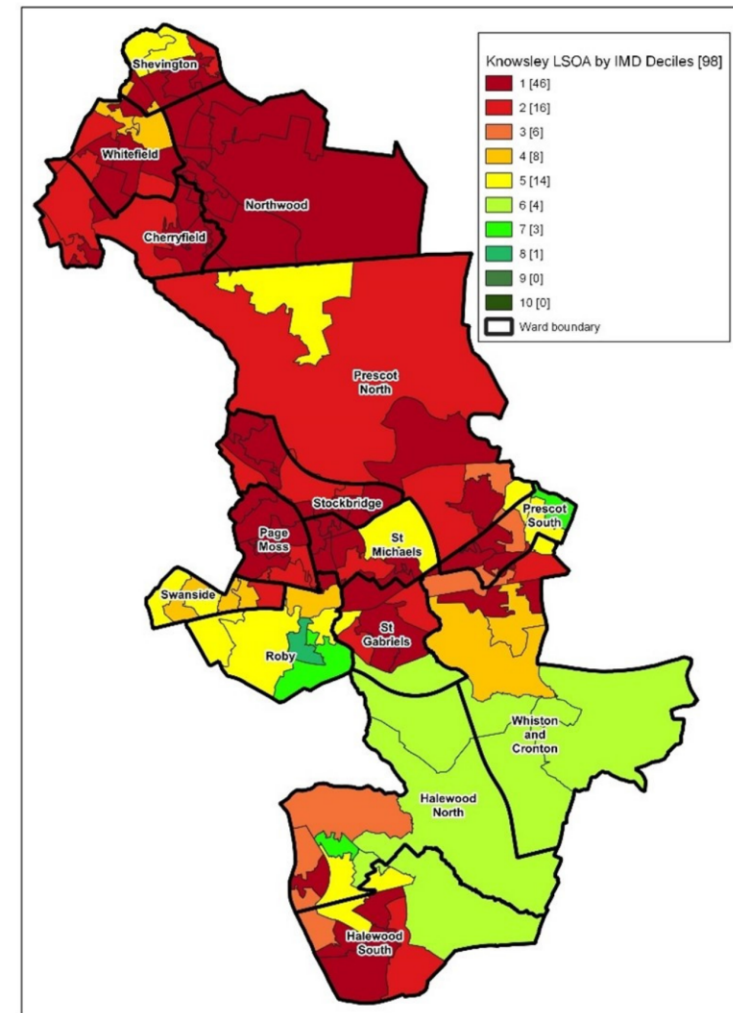 Knowsley LSOA by IMD Deciles [98]
1 [46]
2 [16]
3 [6]
4 [8]
5 [14]
6 [4]
7 [3]
8 [1]
9 [0]
10 [0]
Ward boundary
Shevington
Whitefield
Northwood
Cherryfield
Prescot
North
Stockbridge
Prescot
South
Page
Moss
St
Michaels
Swanside
St
Gabriels
Roby
Whiston
and
Cronton
Halewood
North
Halewood
South